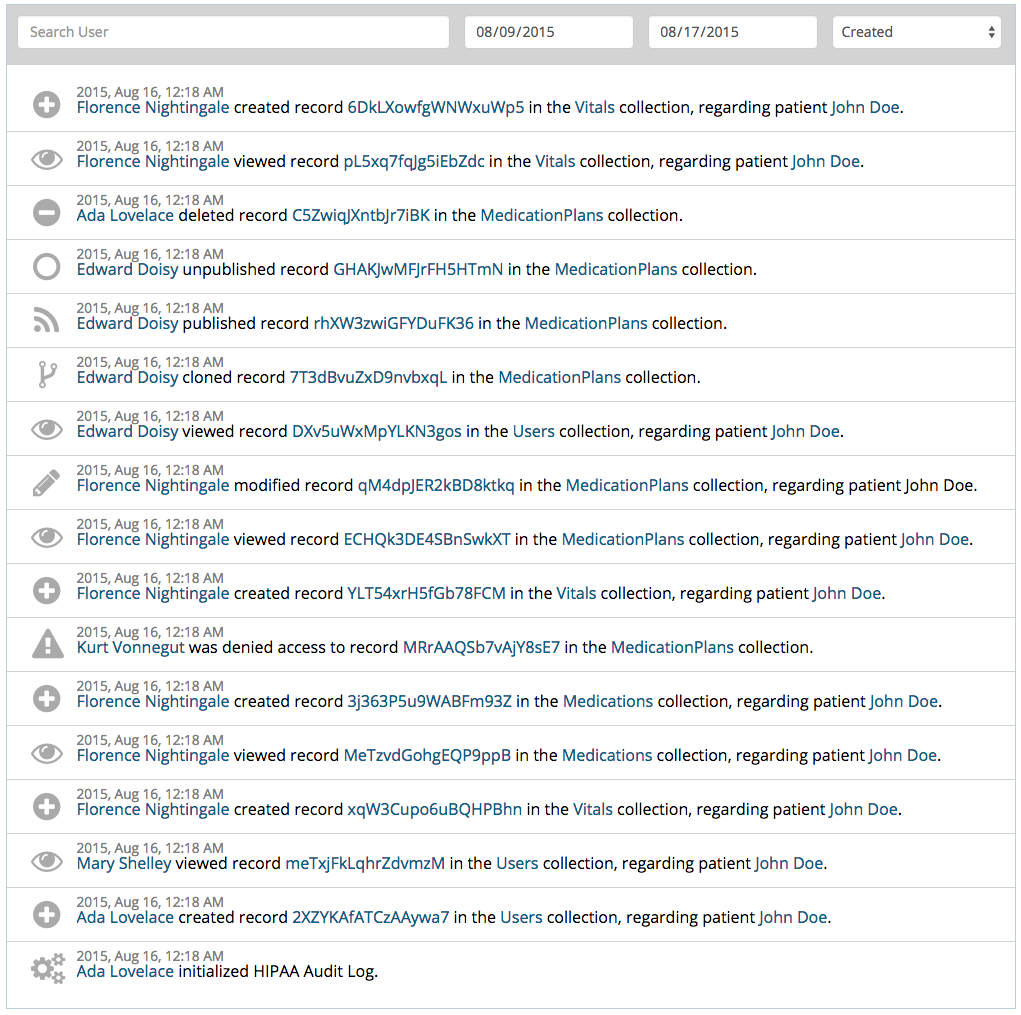 Search User 08/09/2015 08/17/2015 Created
2015, Aug 16, 12:18 AM
Florence Nightingale created record 6DkLXowfgWNWxuWp5 in the Vitals collection, regarding patient John Doe.
2015, Aug 16, 12:18 AM
Florence Nightingale viewed record pL5xq7fqJg5iEbZdc in the Vitals collection, regarding patient John Doe.
2015, Aug 16, 12:18 AM
Ada Lovelace deleted record C5ZwiqJXntbJr7iBK in the MedicationPlans collection.
2015, Aug 16, 12:18 AM
Edward Doisy unpublished record GHAKJwMFJrFH5HTmN in the MedicationPlans collection.
2015, Aug 16, 12:18 AM
Edward Doisy published record rhXW3zwiGFYDuFK36 in the MedicationPlans collection.
2015, Aug 16, 12:18 AM
Edward Doisy cloned record 7T3dBvuZxD9nvbxqL in the MedicationPlans collection.
2015, Aug 16, 12:18 AM
Edward Doisy viewed record DXv5uWxMpYLKN3gos in the Users collection, regarding patient John Doe.
2015, Aug 16, 12:18 AM
Florence Nightingale modified record qM4dpJER2kBD8ktkq in the MedicationPlans collection, regarding patient John Doe.
2015, Aug 16, 12:18 AM
Florence Nightingale viewed record ECHQk3DE4SBnSwkXT in the MedicationPlans collection, regarding patient John Doe.
2015, Aug 16, 12:18 AM
Florence Nightingale created record YLT54xrH5fGb78FCM in the Vitals collection, regarding patient John Doe.
2015, Aug 16, 12:18 AM
Kurt Vonnegut was denied access to record MRrAAQSb7vAjY8sE7 in the MedicationPlans collection.
2015, Aug 16, 12:18 AM
Florence Nightingale created record 3j363P5u9WABFm93Z in the Medications collection, regarding patient John Doe.
2015, Aug 16, 12:18 AM
Florence Nightingale viewed record MeTzvdGohgEQP9ppB in the Medications collection, regarding patient John Doe.
2015, Aug 16, 12:18 AM
Florence Nightingale created record xqW3Cupo6uBQHPBhn in the Vitals collection, regarding patient John Doe.
2015, Aug 16, 12:18 AM
Mary Shelley viewed record meTxjFkLqhrZdvmzM in the Users collection, regarding patient John Doe.
2015, Aug 16, 12:18 AM
Ada Lovelace created record 2XZYKAfATCzAAywa7 in the Users collection, regarding patient John Doe.
2015, Aug 16, 12:18 AM
Ada Lovelace initialized HIPAA Audit Log.